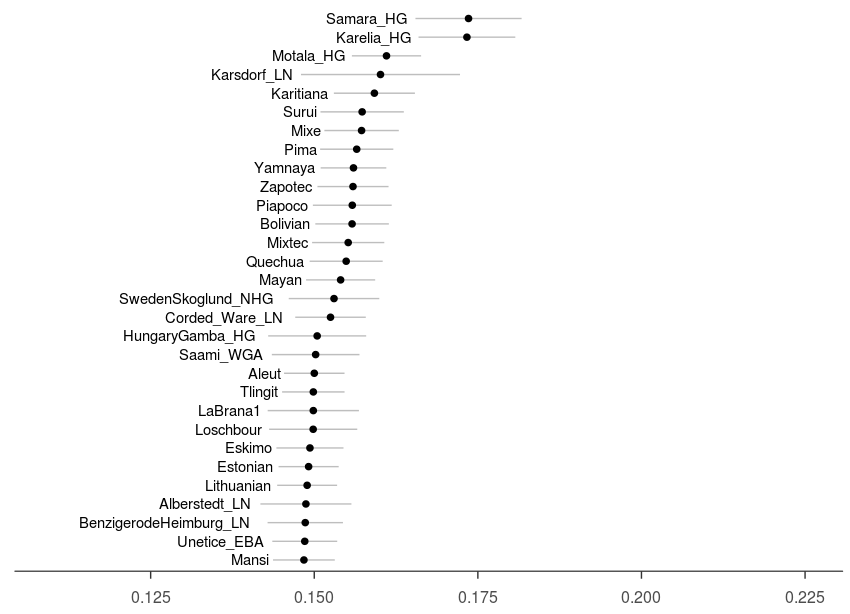 Samara_HG
Karelia_HG
Motala_HG
Karsdorf_LN
Karitiana
Surui
Mixe
Pima
Yamnaya
Zapotec
Piapoco
Bolivian
Mixtec
Quechua
Mayan
SwedenSkoglund_NHG
Corded_Ware_LN
HungaryGamba_HG
Saami_WGA
Aleut
Tlingit
LaBrana1
Loschbour
Eskimo
Estonian
Lithuanian
Alberstedt_LN
BenzigerodeHeimburg_LN
Unetice_EBA
Mansi
0.125 0.150 0.175 0.200 0.225